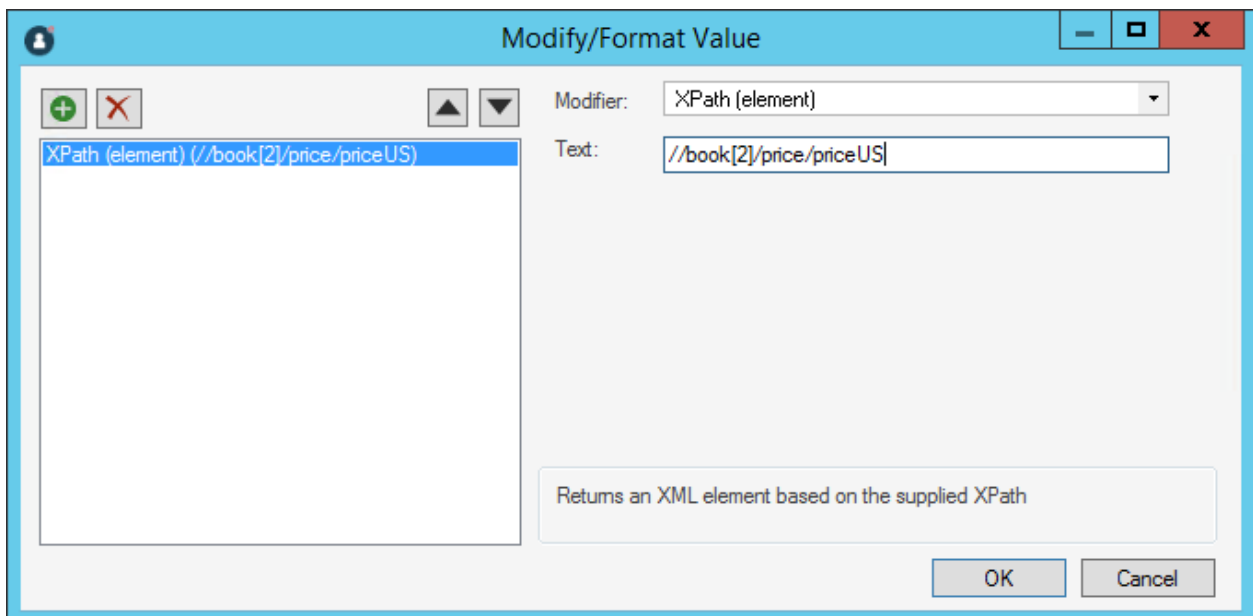 Modify/Format Value
Modifier:
XPath (element)
XPath (element) (//book[2]/price/priceUS)
Text:
//book[2]/price/priceUS
Returns an XML element based on the supplied XPath
OK
Cancel